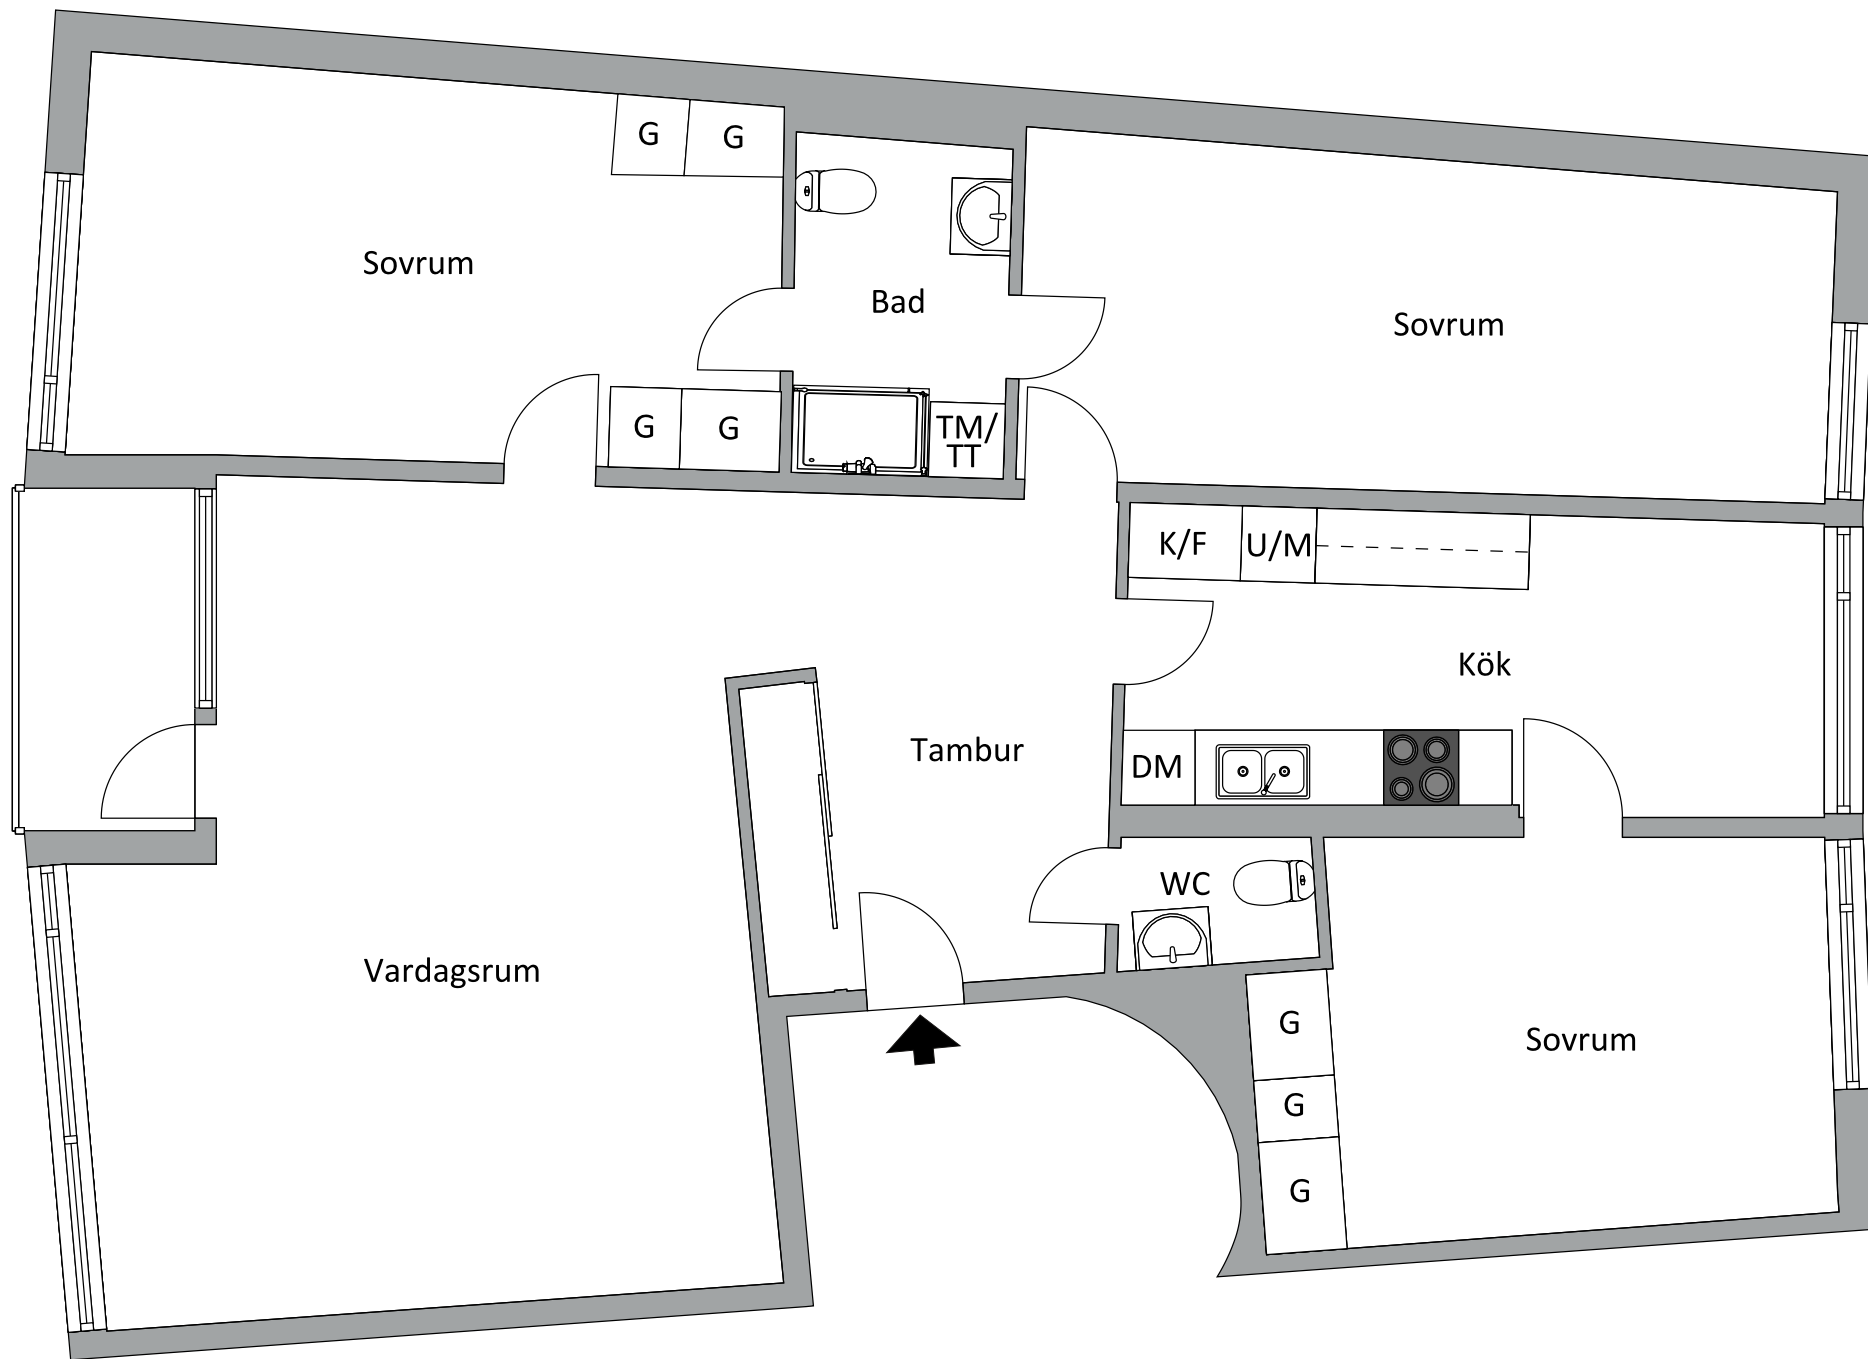 G
G
Sovrum
Bad
Sovrum
G
G
TM/
TT
K/F
U/M
Kök
Tambur
DM
WC
Vardagsrum
G
Sovrum
G
G